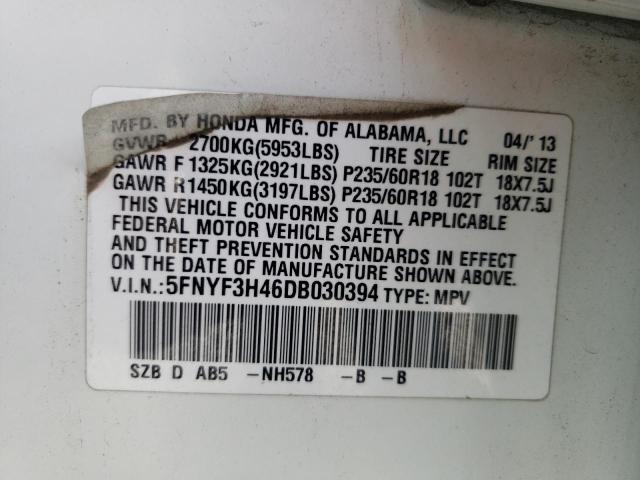 MFD. BY HONDA MFG. OF ALABAMA, LLC 04/'13
GVWR 2700KG(5953LBS) TIRE SIZE RIM SIZE
GAWR F 1325KG(2921LBS) P235/60R18 102T 18X7.5J
GAWR R 1450KG(3197LBS) P235/60R18 102T 18X7.5J
THIS VEHICLE CONFORMS TO ALL APPLICABLE
FEDERAL MOTOR VEHICLE SAFETY
AND THEFT PREVENTION STANDARDS IN EFFECT
ON THE DATE OF MANUFACTURE SHOWN ABOVE.
V.I.N.:5FNYF3H46DB030394 TYPE: MPV
SZB D AB5 -NH578 -B -B